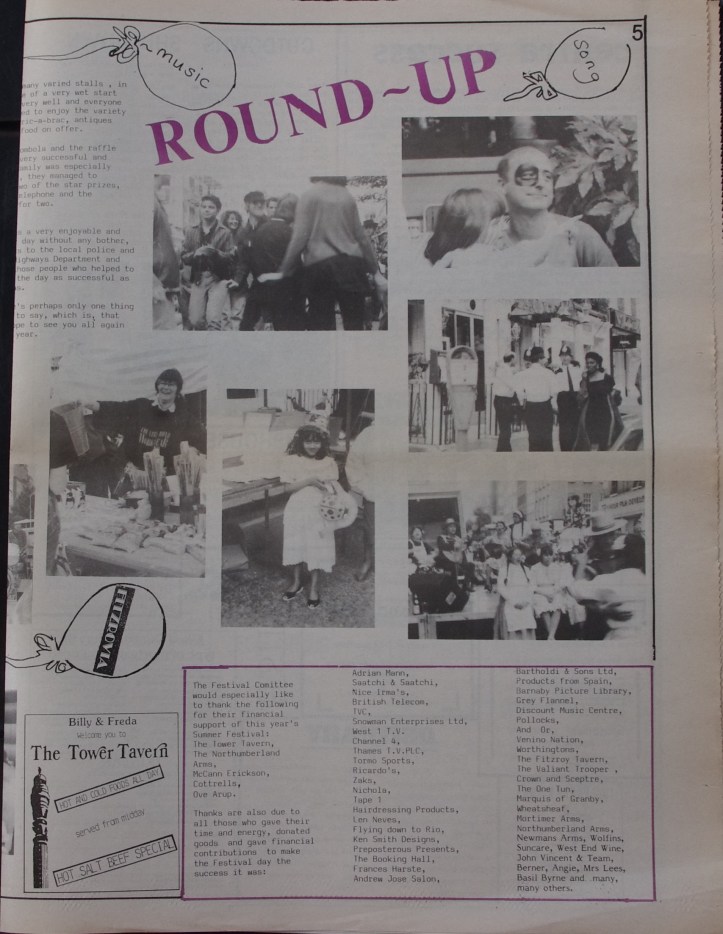 5
music
song
ROUND~UP
many varied stalls , in
of a very wet start
very well and everyone
ed to enjoy the variety
ric-a-brac, antiques
food on offer.
ombola and the raffle
very successful and
amily was especially
, they managed to
two of the star prizes,
elephone and the
for two.
a very enjoyable and
day without any bother,
to the local police and
Highways Department and
those people who helped to
the day as successful as
s.
's perhaps only one thing
to say, which is, that
ope to see you all again
year.
FITZROVIA
Billy & Freda
Welcome you to
The Tower Tavern
HOT AND COLD FOODS ALL DAY
served from midday
HOT SALT BEEF SPECIAL
The Festival Comittee
would especially like
to thank the following
for their financial
support of this year's
Summer Festival:
The Tower Tavern,
The Northumberland
Arms,
McCann Erickson,
Cottrells,
Ove Arup.
Thanks are also due to
all those who gave their
time and energy, donated
goods and gave financial
contributions to make
the Festival day the
success it was:
Adrian Mann,
Saatchi & Saatchi,
Nice Irma's,
British Telecom,
TVC,
Snowman Enterprises Ltd,
West 1 T.V.
Channel 4,
Thames T.V.PLC,
Tormo Sports,
Ricardo's,
Zaks,
Nichola,
Tape 1
Hairdressing Products,
Len Neves,
Flying down to Rio,
Ken Smith Designs,
Preposterous Presents,
The Booking Hall,
Frances Harste,
Andrew Jose Salon,
Bartholdi & Sons Ltd,
Products from Spain,
Barnaby Picture Library,
Grey Flannel,
Discount Music Centre,
Pollocks,
And Or,
Venino Nation,
Worthingtons,
The Fitzroy Tavern,
The Valiant Trooper ,
Crown and Sceptre,
The One Tun,
Marquis of Granby,
Wheatsheaf,
Mortimer Arms,
Northumberland Arms,
Newmans Arms, Wolfins,
Suncare, West End Wine,
John Vincent & Team,
Berner, Angie, Mrs Lees,
Basil Byrne and many,
many others.